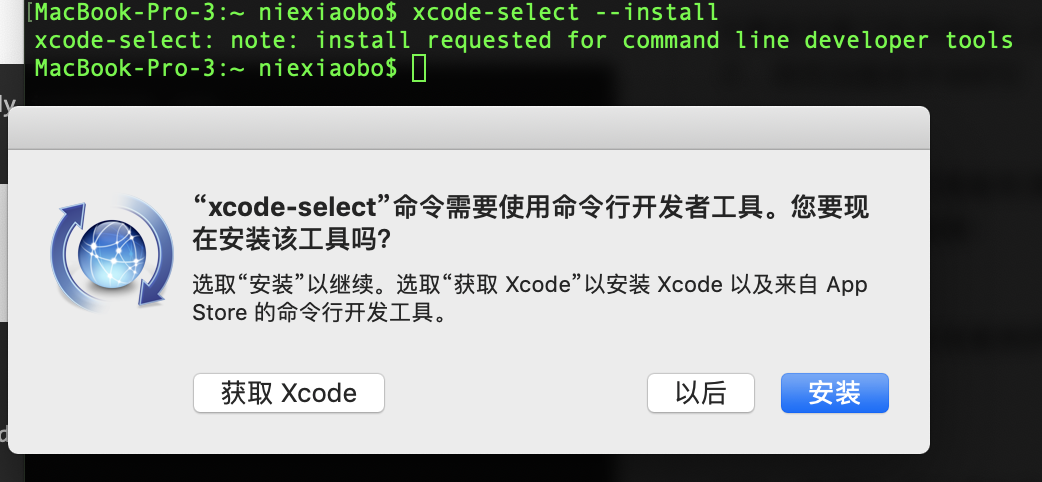 [MacBook-Pro-3:~ niexiaobo$ xcode-select --install
xcode-select: note: install requested for command line developer tools
MacBook-Pro-3:~ niexiaobo$
ly
“xcode-select”命令需要使用命令行开发者工具。您要现
在安装该工具吗?
选取“安装”以继续。选取“获取 Xcode”以安装 Xcode 以及来自 App
Store 的命令行开发工具。
获取 Xcode
以后
安装
d